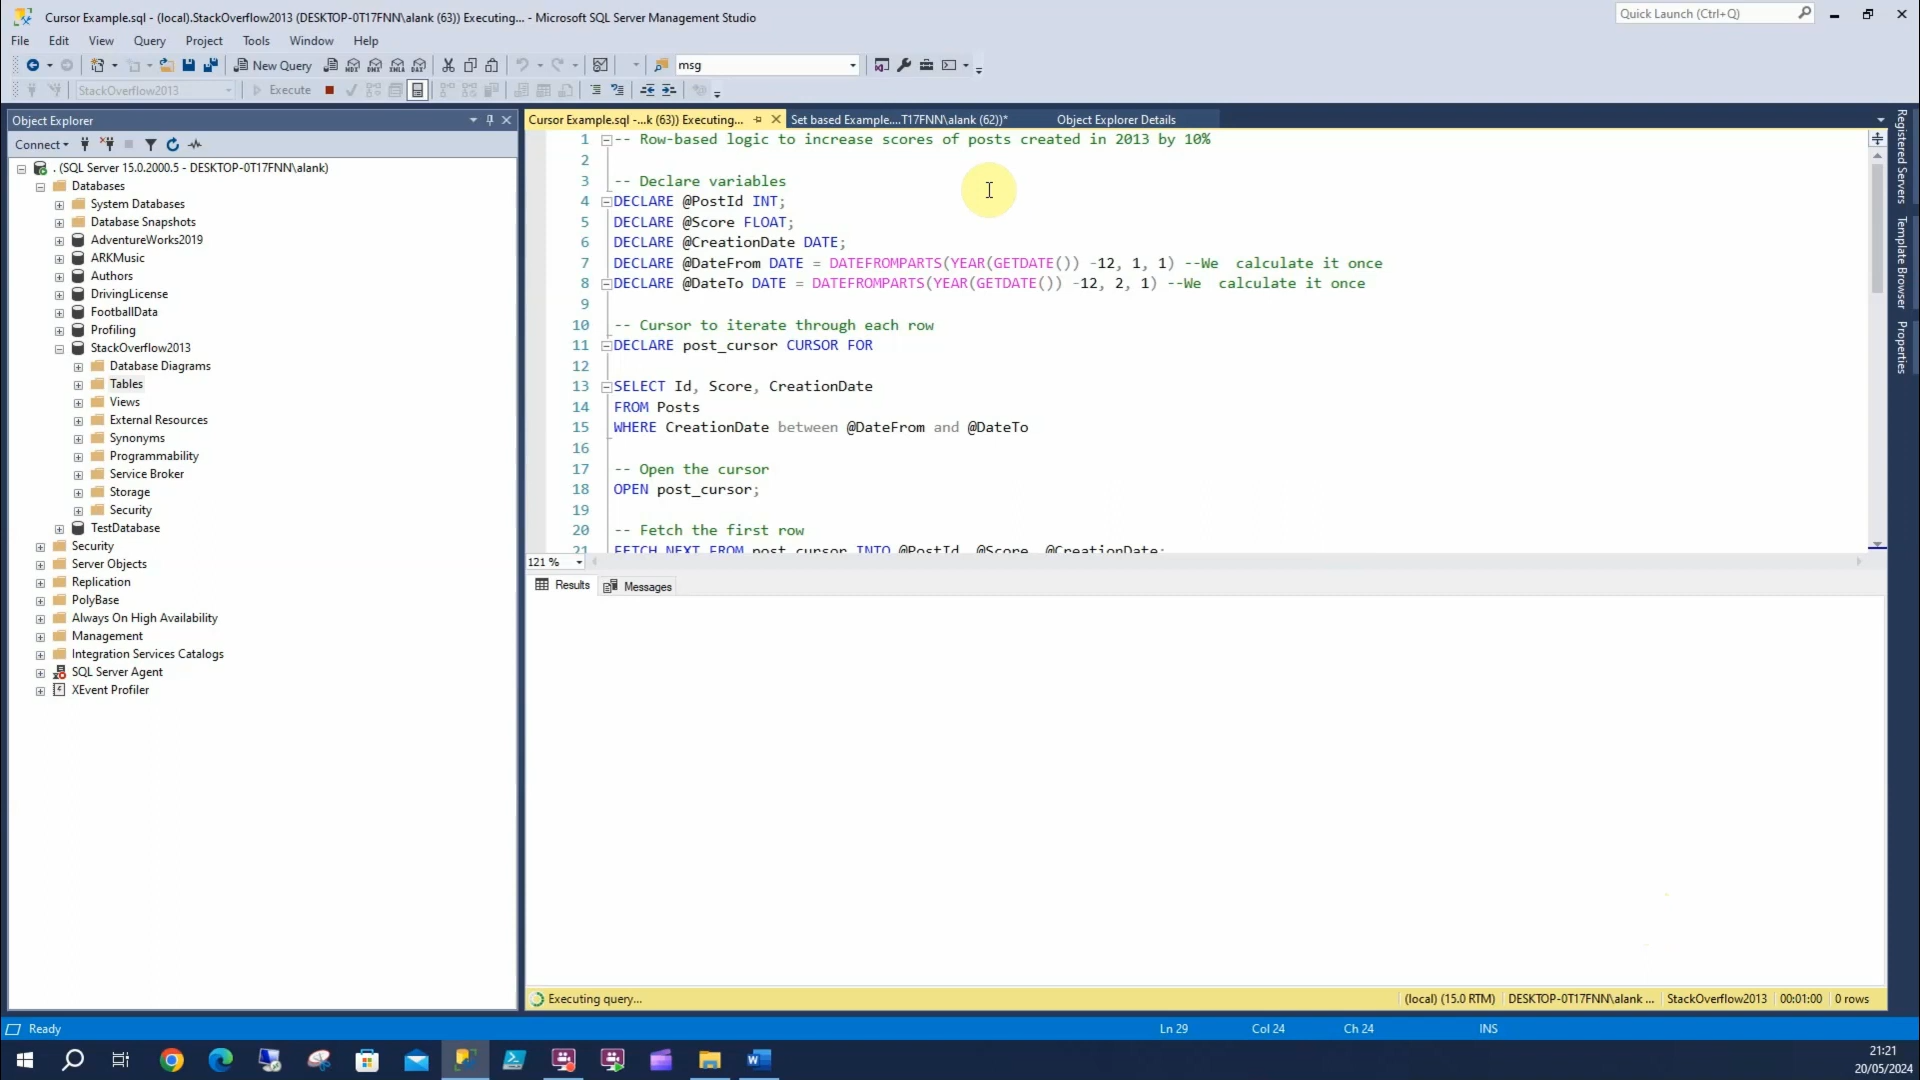 Cursor Example.sql - (local).StackOverflow2013 (DESKTOP-0T17FNN\alank (63)) Executing... - Microsoft SQL Server Management Studio
Quick Launch (Ctrl+Q)
File Edit View Query Project Tools Window Help
New Query
msg
StackOverflow2013
Execute
Object Explorer
Connect
. (SQL Server 15.0.2000.5 - DESKTOP-0T17FNN\alank)
Databases
System Databases
Database Snapshots
AdventureWorks2019
ARKMusic
Authors
DrivingLicense
FootballData
Profiling
StackOverflow2013
Database Diagrams
Tables
Views
External Resources
Synonyms
Programmability
Service Broker
Storage
Security
TestDatabase
Security
Server Objects
Replication
PolyBase
Always On High Availability
Management
Integration Services Catalogs
SQL Server Agent
XEvent Profiler
Cursor Example.sql -...k (63)) Executing...
Set based Example....T17FNN\alank (62))*
Object Explorer Details
1 -- Row-based logic to increase scores of posts created in 2013 by 10%
2
3 -- Declare variables
4 DECLARE @PostId INT;
5 DECLARE @Score FLOAT;
6 DECLARE @CreationDate DATE;
7 DECLARE @DateFrom DATE = DATEFROMPARTS(YEAR(GETDATE()) -12, 1, 1) --We  calculate it once
8 DECLARE @DateTo DATE = DATEFROMPARTS(YEAR(GETDATE()) -12, 2, 1) --We  calculate it once
9
10 -- Cursor to iterate through each row
11 DECLARE post_cursor CURSOR FOR
12
13 SELECT Id, Score, CreationDate
14 FROM Posts
15 WHERE CreationDate between @DateFrom and @DateTo
16
17 -- Open the cursor
18 OPEN post_cursor;
19
20 -- Fetch the first row
21 FETCH NEXT FROM post_cursor INTO @PostId, @Score, @CreationDate;
121 %
Results
Messages
Executing query...
(local) (15.0 RTM)
DESKTOP-0T17FNN\alank ...
StackOverflow2013
00:01:00
0 rows
Registered Servers
Template Browser
Properties
Ready
Ln 29
Col 24
Ch 24
INS
21:21
20/05/2024